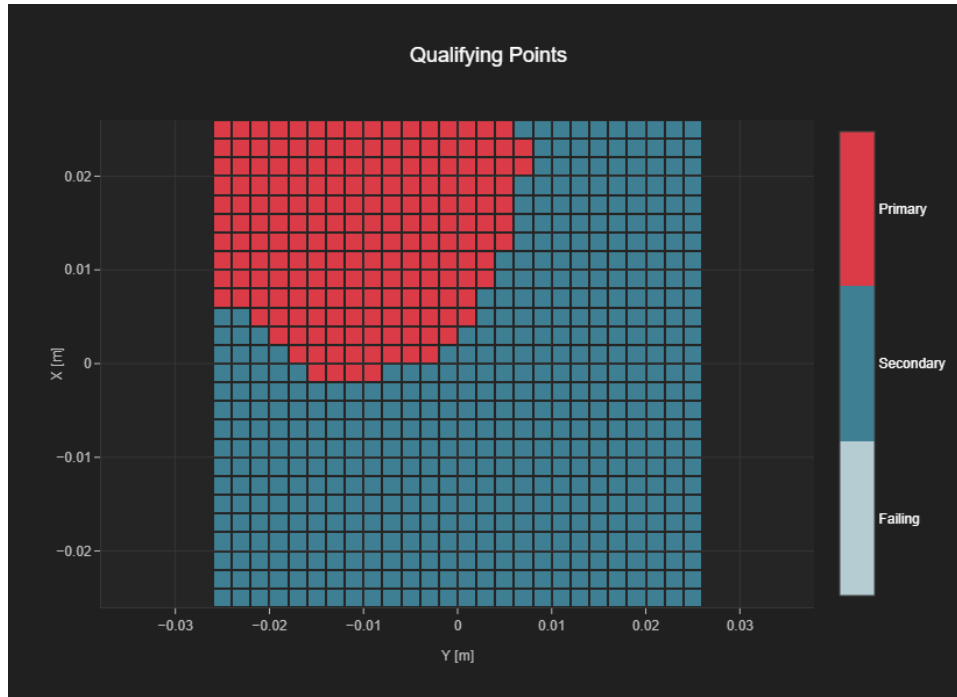 Qualifying Points
0.02
0.01
0
−0.01
−0.02
X [m]
−0.03
−0.02
−0.01
0
0.01
0.02
0.03
Y [m]
Primary
Secondary
Failing